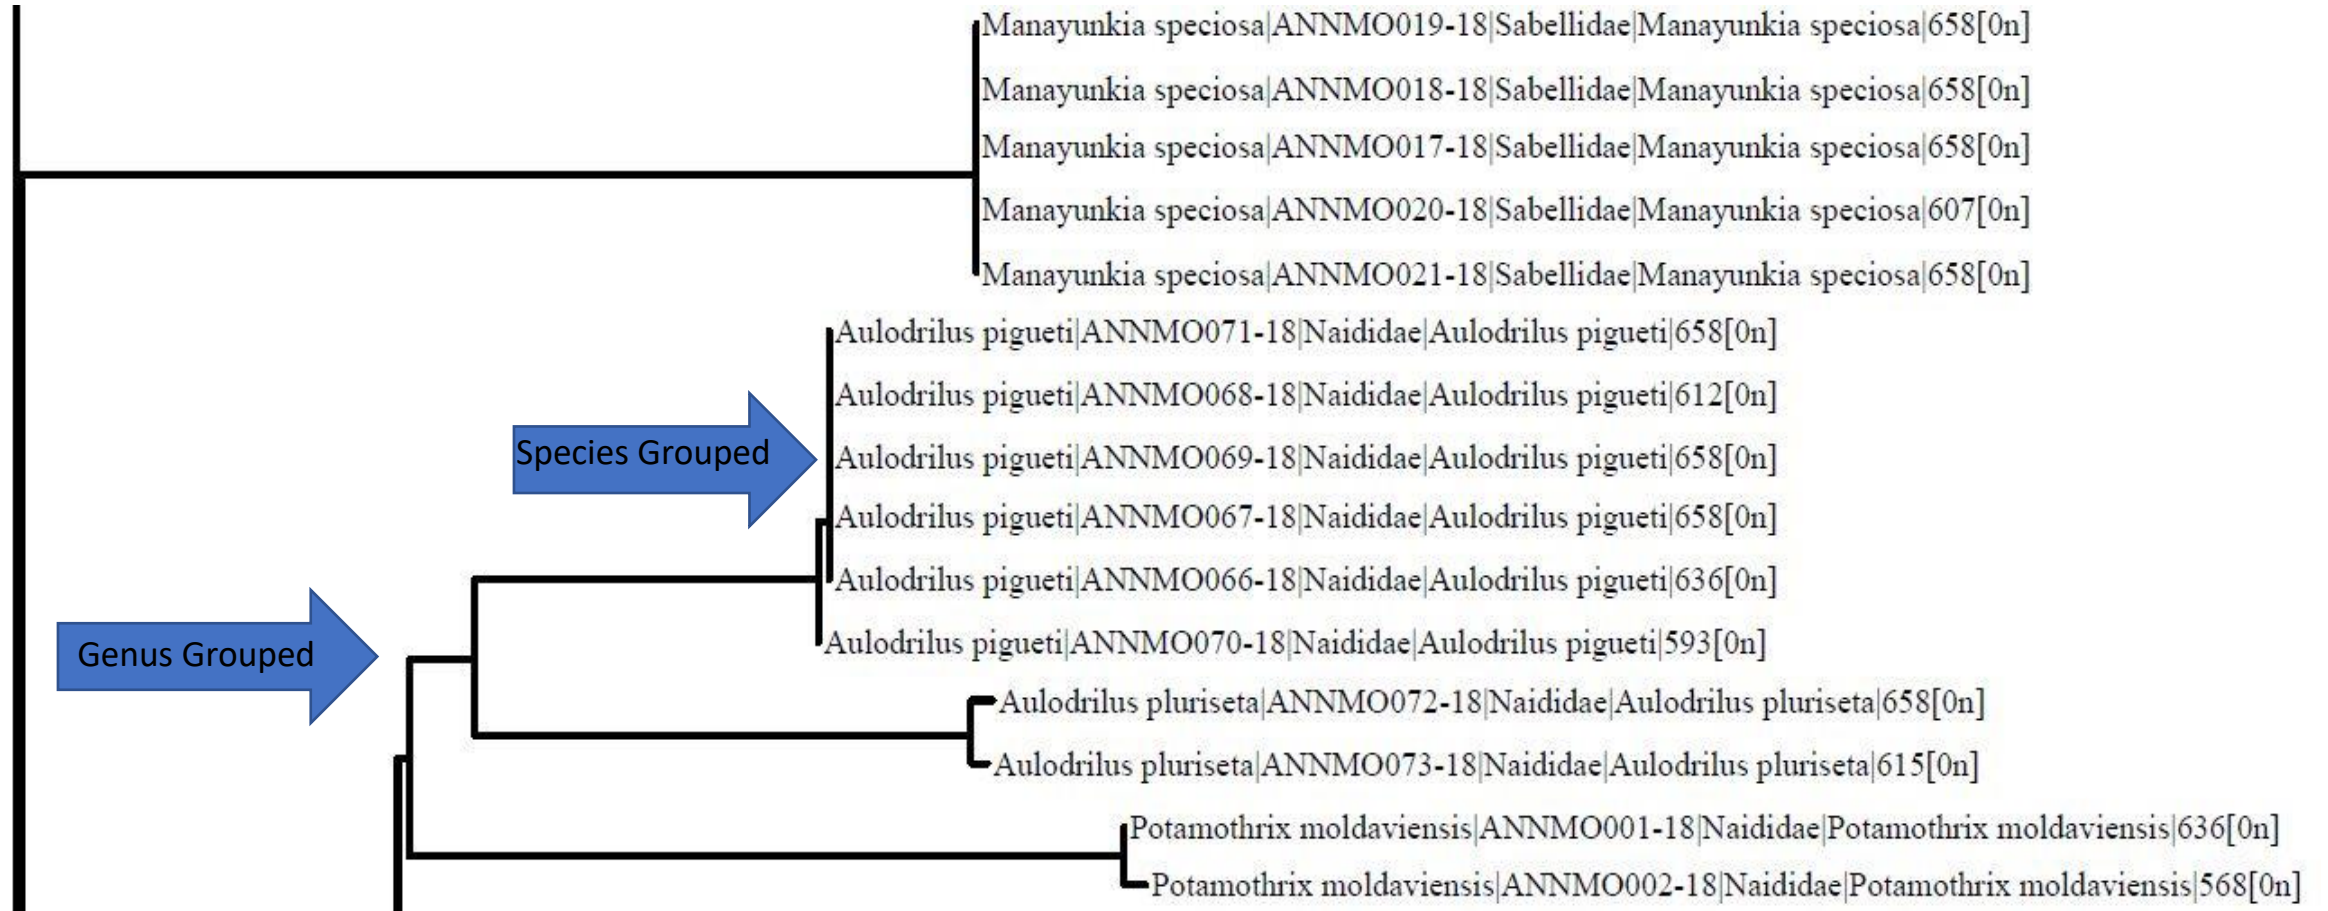 Manayunkia speciosa|ANNMO019-18|Sabellidae|Manayunkia speciosa|658[0n]
Manayunkia speciosa|ANNMO018-18|Sabellidae|Manayunkia speciosa|658[0n]
Manayunkia speciosa|ANNMO017-18|Sabellidae|Manayunkia speciosa|658[0n]
Manayunkia speciosa|ANNMO020-18|Sabellidae|Manayunkia speciosa|607[0n]
Manayunkia speciosa|ANNMO021-18|Sabellidae|Manayunkia speciosa|658[0n]
Aulodrilus pigueti|ANNMO071-18|Naididae|Aulodrilus pigueti|658[0n]
Aulodrilus pigueti|ANNMO068-18|Naididae|Aulodrilus pigueti|612[0n]
Species Grouped
Aulodrilus pigueti|ANNMO069-18|Naididae|Aulodrilus pigueti|658[0n]
Aulodrilus pigueti|ANNMO067-18|Naididae|Aulodrilus pigueti|658[0n]
Aulodrilus pigueti|ANNMO066-18|Naididae|Aulodrilus pigueti|636[0n]
Aulodrilus pigueti|ANNMO070-18|Naididae|Aulodrilus pigueti|593[0n]
Genus Grouped
Aulodrilus pluriseta|ANNMO072-18|Naididae|Aulodrilus pluriseta|658[0n]
Aulodrilus pluriseta|ANNMO073-18|Naididae|Aulodrilus pluriseta|615[0n]
Potamothrix moldaviensis|ANNMO001-18|Naididae|Potamothrix moldaviensis|636[0n]
Potamothrix moldaviensis|ANNMO002-18|Naididae|Potamothrix moldaviensis|568[0n]